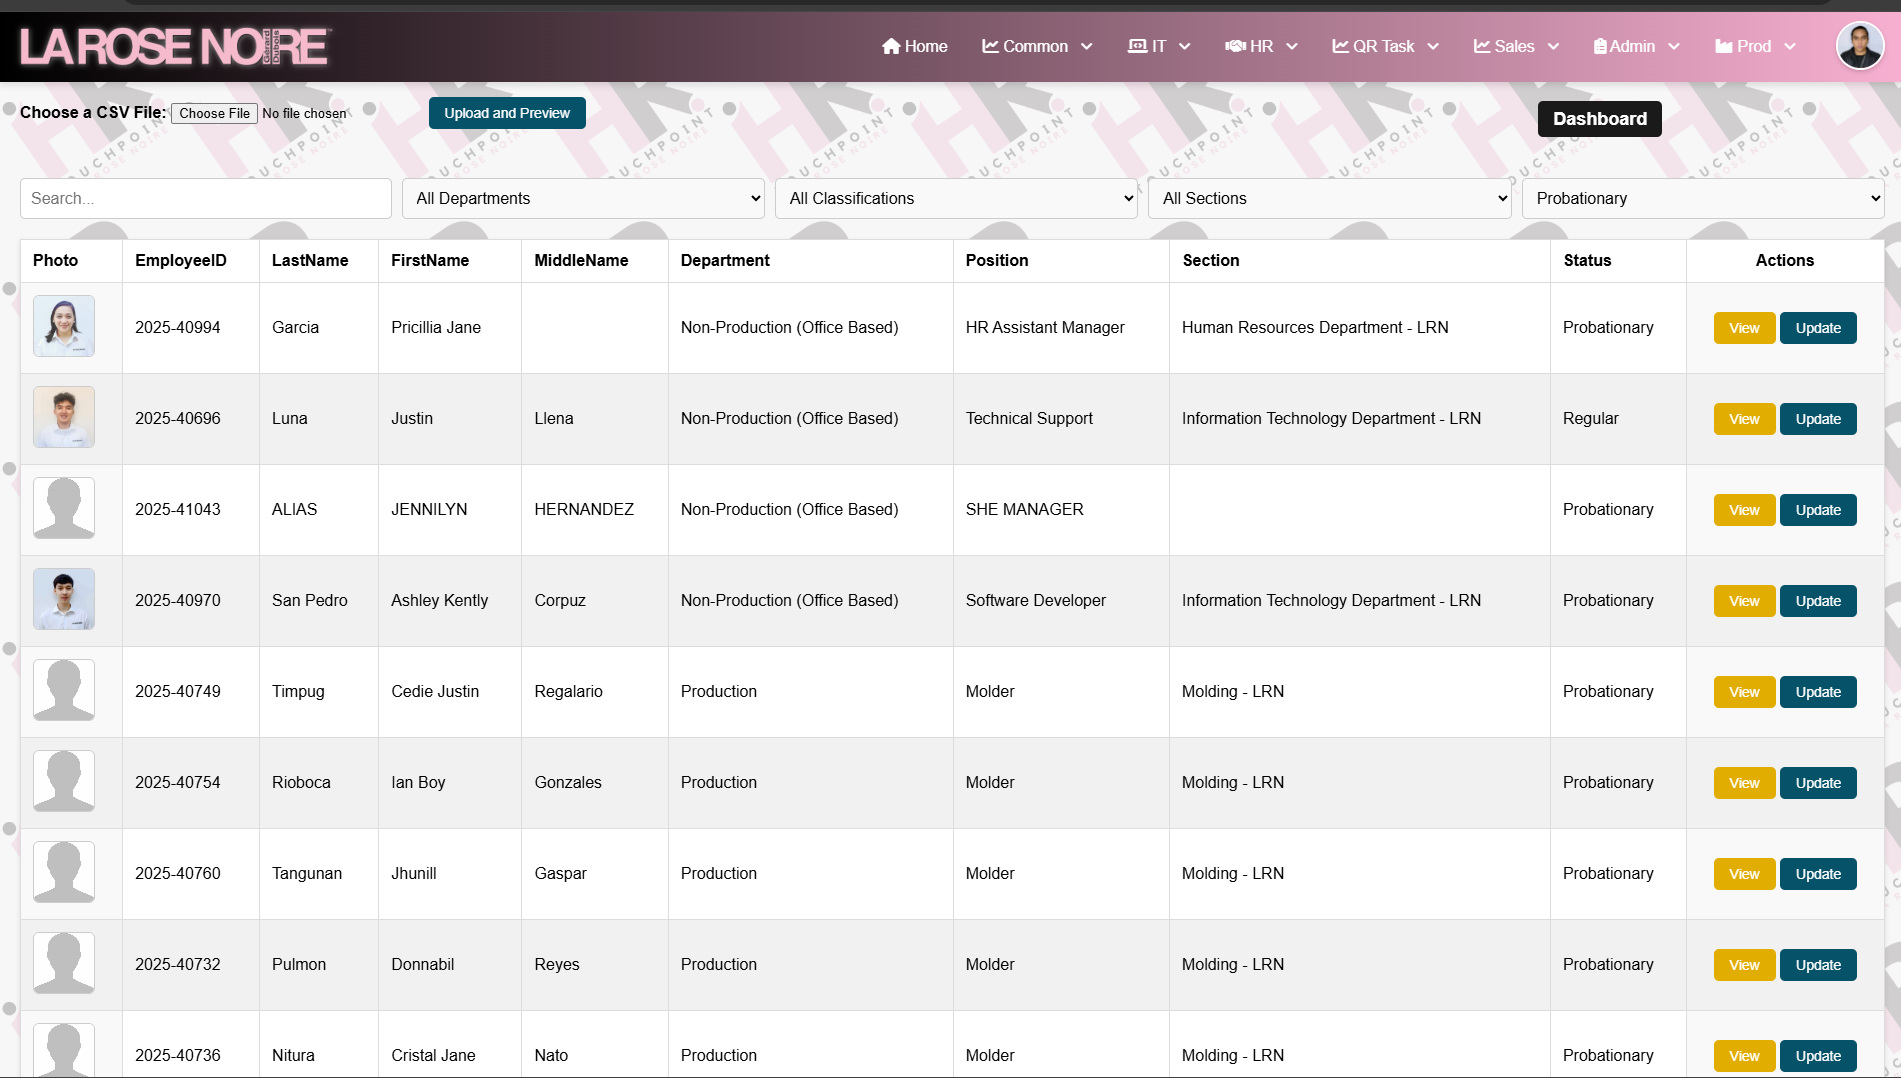 LA ROSE NOIRE
Gérard Dubois
Home Common IT HR QR Task Sales Admin Prod
Choose a CSV File: Choose File No file chosen Upload and Preview Dashboard
Search... All Departments All Classifications All Sections Probationary
Photo EmployeeID LastName FirstName MiddleName Department Position Section Status Actions
2025-40994 Garcia Pricillia Jane Non-Production (Office Based) HR Assistant Manager Human Resources Department - LRN Probationary View Update
2025-40696 Luna Justin Llena Non-Production (Office Based) Technical Support Information Technology Department - LRN Regular View Update
2025-41043 ALIAS JENNILYN HERNANDEZ Non-Production (Office Based) SHE MANAGER Probationary View Update
2025-40970 San Pedro Ashley Kently Corpuz Non-Production (Office Based) Software Developer Information Technology Department - LRN Probationary View Update
2025-40749 Timpug Cedie Justin Regalario Production Molder Molding - LRN Probationary View Update
2025-40754 Rioboca Ian Boy Gonzales Production Molder Molding - LRN Probationary View Update
2025-40760 Tangunan Jhunill Gaspar Production Molder Molding - LRN Probationary View Update
2025-40732 Pulmon Donnabil Reyes Production Molder Molding - LRN Probationary View Update
2025-40736 Nitura Cristal Jane Nato Production Molder Molding - LRN Probationary View Update